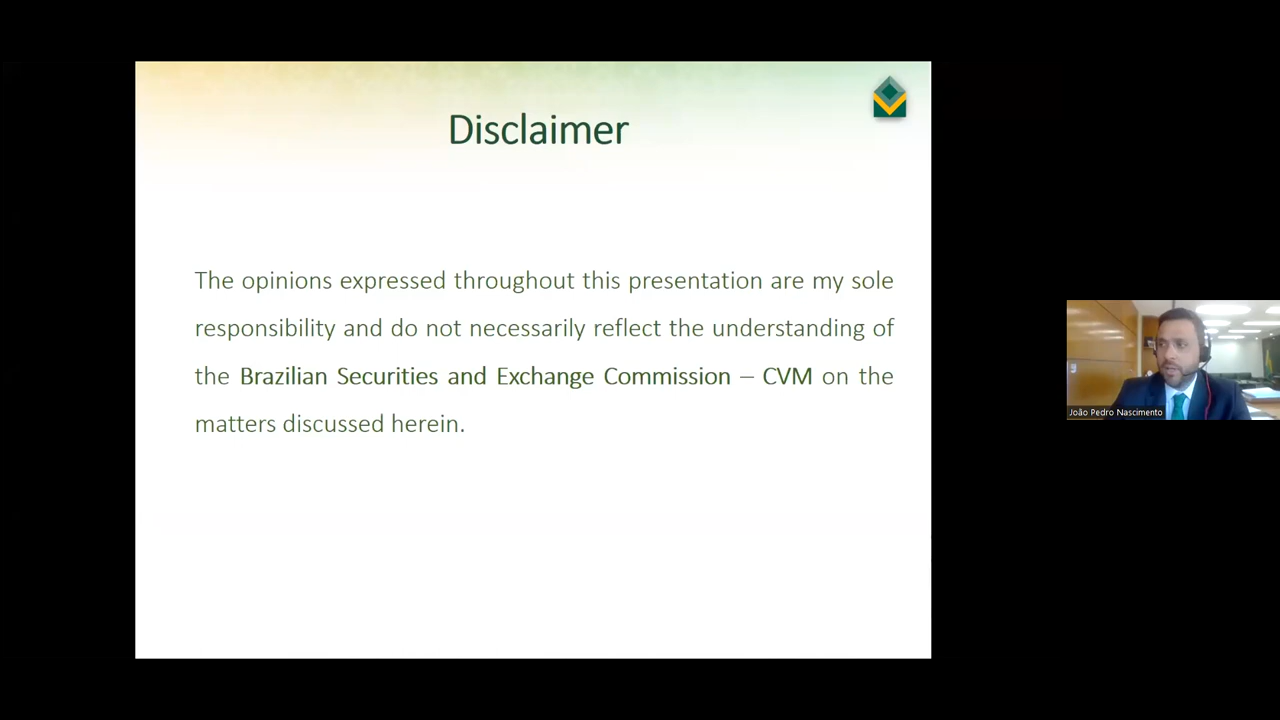 Disclaimer
The opinions expressed throughout this presentation are my sole
responsibility and do not necessarily reflect the understanding of
the Brazilian Securities and Exchange Commission – CVM on the
matters discussed herein.
João Pedro Nascimento